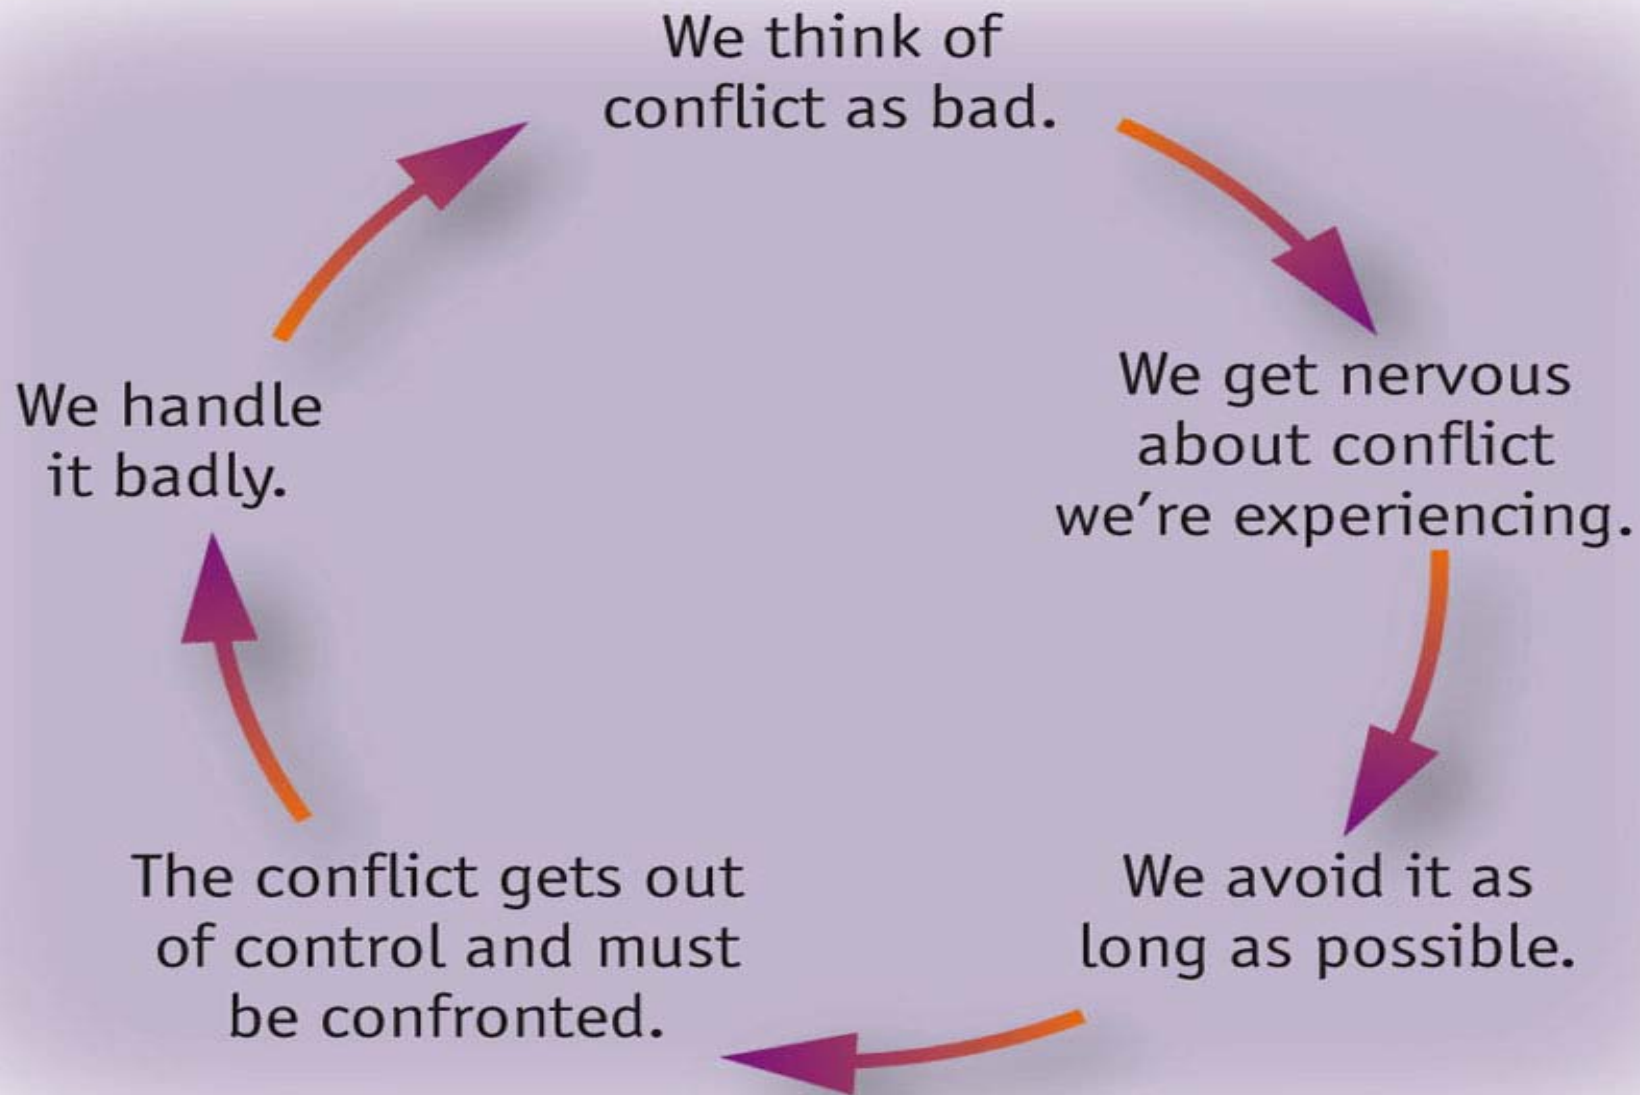 We think of
conflict as bad.
We get nervous
about conflict
we're experiencing.
We avoid it as
long as possible.
The conflict gets out
of control and must
be confronted.
We handle
it badly.